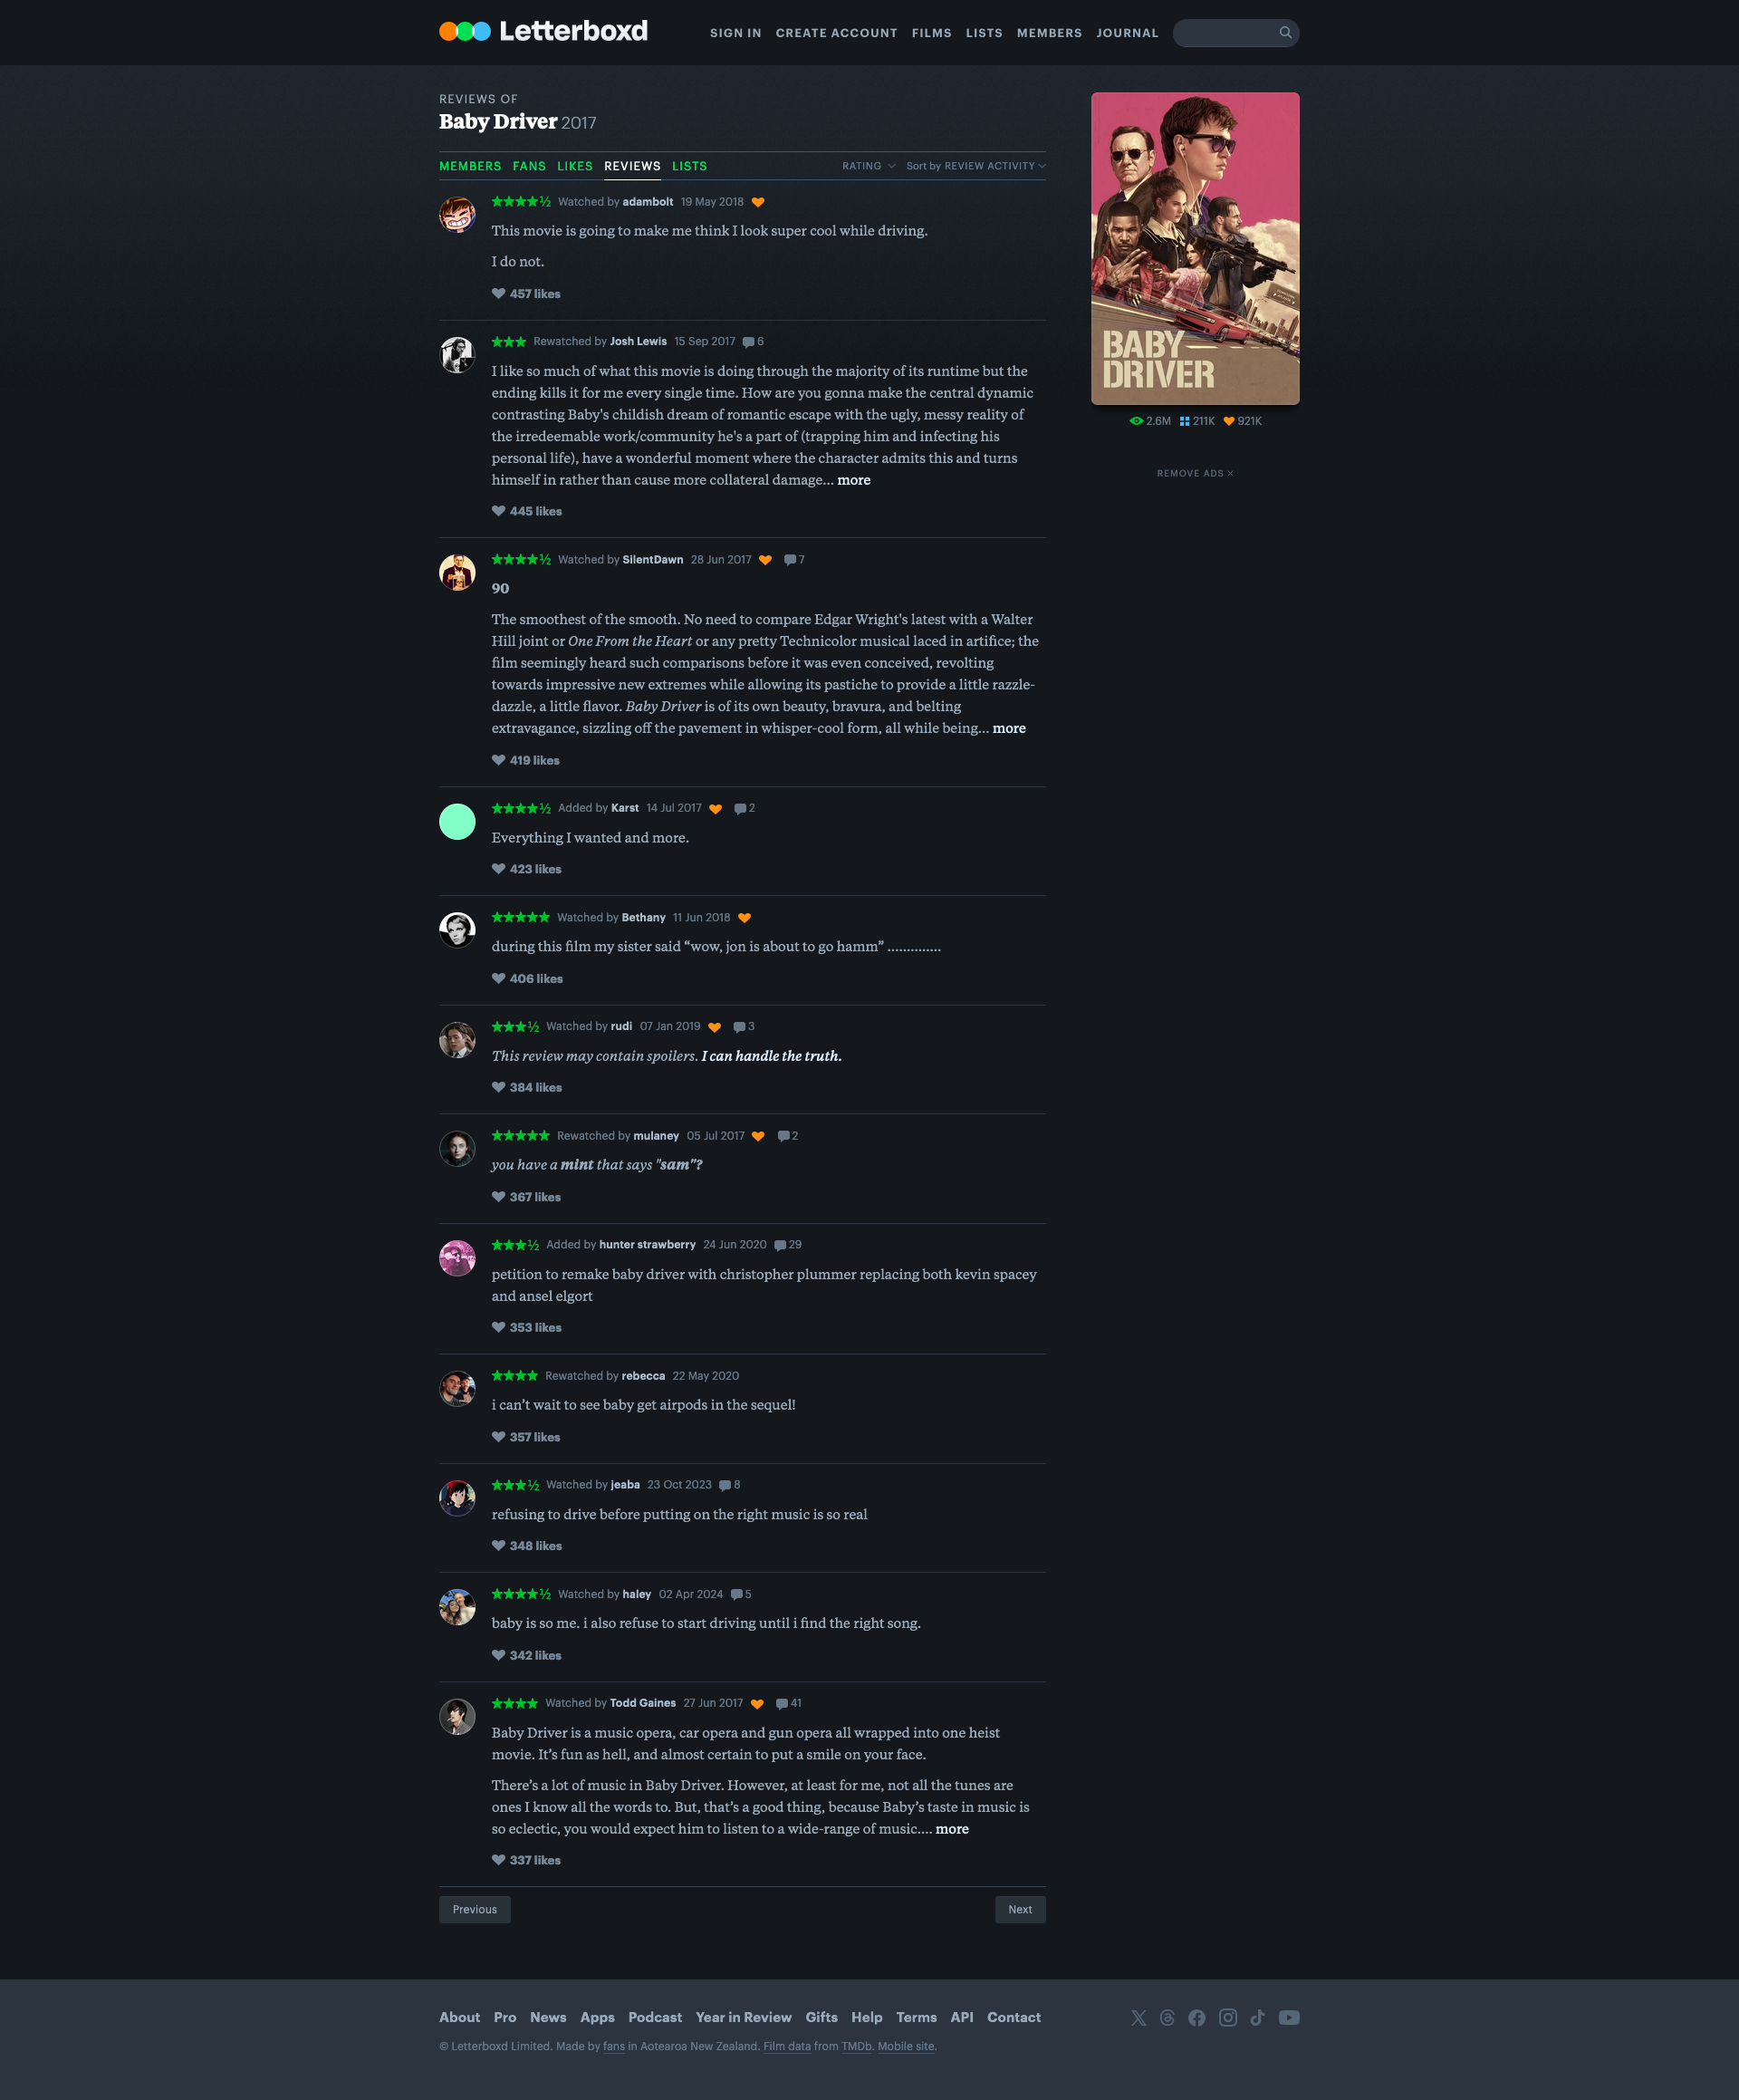 Letterboxd
SIGN IN CREATE ACCOUNT FILMS LISTS MEMBERS JOURNAL
REVIEWS OF
Baby Driver 2017
MEMBERS FANS LIKES REVIEWS LISTS
RATING Sort by REVIEW ACTIVITY
★★★★½ Watched by adambolt 19 May 2018
This movie is going to make me think I look super cool while driving.
I do not.
457 likes
★★★ Rewatched by Josh Lewis 15 Sep 2017 6
I like so much of what this movie is doing through the majority of its runtime but the
ending kills it for me every single time. How are you gonna make the central dynamic
contrasting Baby's childish dream of romantic escape with the ugly, messy reality of
the irredeemable work/community he's a part of (trapping him and infecting his
personal life), have a wonderful moment where the character admits this and turns
himself in rather than cause more collateral damage... more
445 likes
★★★★½ Watched by SilentDawn 28 Jun 2017 7
90
The smoothest of the smooth. No need to compare Edgar Wright's latest with a Walter
Hill joint or One From the Heart or any pretty Technicolor musical laced in artifice; the
film seemingly heard such comparisons before it was even conceived, revolting
towards impressive new extremes while allowing its pastiche to provide a little razzle-
dazzle, a little flavor. Baby Driver is of its own beauty, bravura, and belting
extravagance, sizzling off the pavement in whisper-cool form, all while being... more
419 likes
★★★★½ Added by Karst 14 Jul 2017 2
Everything I wanted and more.
423 likes
★★★★★ Watched by Bethany 11 Jun 2018
during this film my sister said “wow, jon is about to go hamm” ..............
406 likes
★★★½ Watched by rudi 07 Jan 2019 3
This review may contain spoilers. I can handle the truth.
384 likes
★★★★★ Rewatched by mulaney 05 Jul 2017 2
you have a mint that says "sam"?
367 likes
★★★½ Added by hunter strawberry 24 Jun 2020 29
petition to remake baby driver with christopher plummer replacing both kevin spacey
and ansel elgort
353 likes
★★★★ Rewatched by rebecca 22 May 2020
i can’t wait to see baby get airpods in the sequel!
357 likes
★★★½ Watched by jeaba 23 Oct 2023 8
refusing to drive before putting on the right music is so real
348 likes
★★★★½ Watched by haley 02 Apr 2024 5
baby is so me. i also refuse to start driving until i find the right song.
342 likes
★★★★ Watched by Todd Gaines 27 Jun 2017 41
Baby Driver is a music opera, car opera and gun opera all wrapped into one heist
movie. It’s fun as hell, and almost certain to put a smile on your face.
There’s a lot of music in Baby Driver. However, at least for me, not all the tunes are
ones I know all the words to. But, that’s a good thing, because Baby’s taste in music is
so eclectic, you would expect him to listen to a wide-range of music.... more
337 likes
Previous Next
BABY
DRIVER
2.6M 211K 921K
REMOVE ADS
About Pro News Apps Podcast Year in Review Gifts Help Terms API Contact
© Letterboxd Limited. Made by fans in Aotearoa New Zealand. Film data from TMDb. Mobile site.